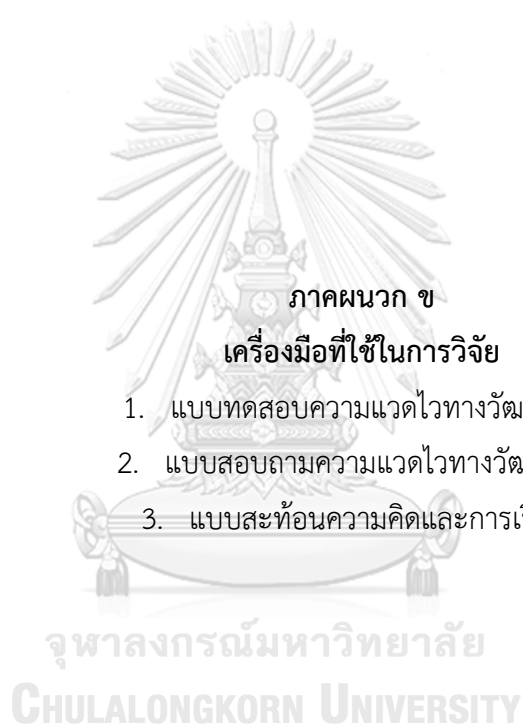 ภาคผนวก ข
เครื่องมือที่ใช้ในการวิจัย
1. แบบทดสอบความแวดไวทางวัฒ
2. แบบสอบถามความแวดไวทางวัฒ
3. แบบสะท้อนความคิดและการเรี
จุฬาลงกรณ์มหาวิทยาลัย
CHULALONGKORN UNIVERSITY